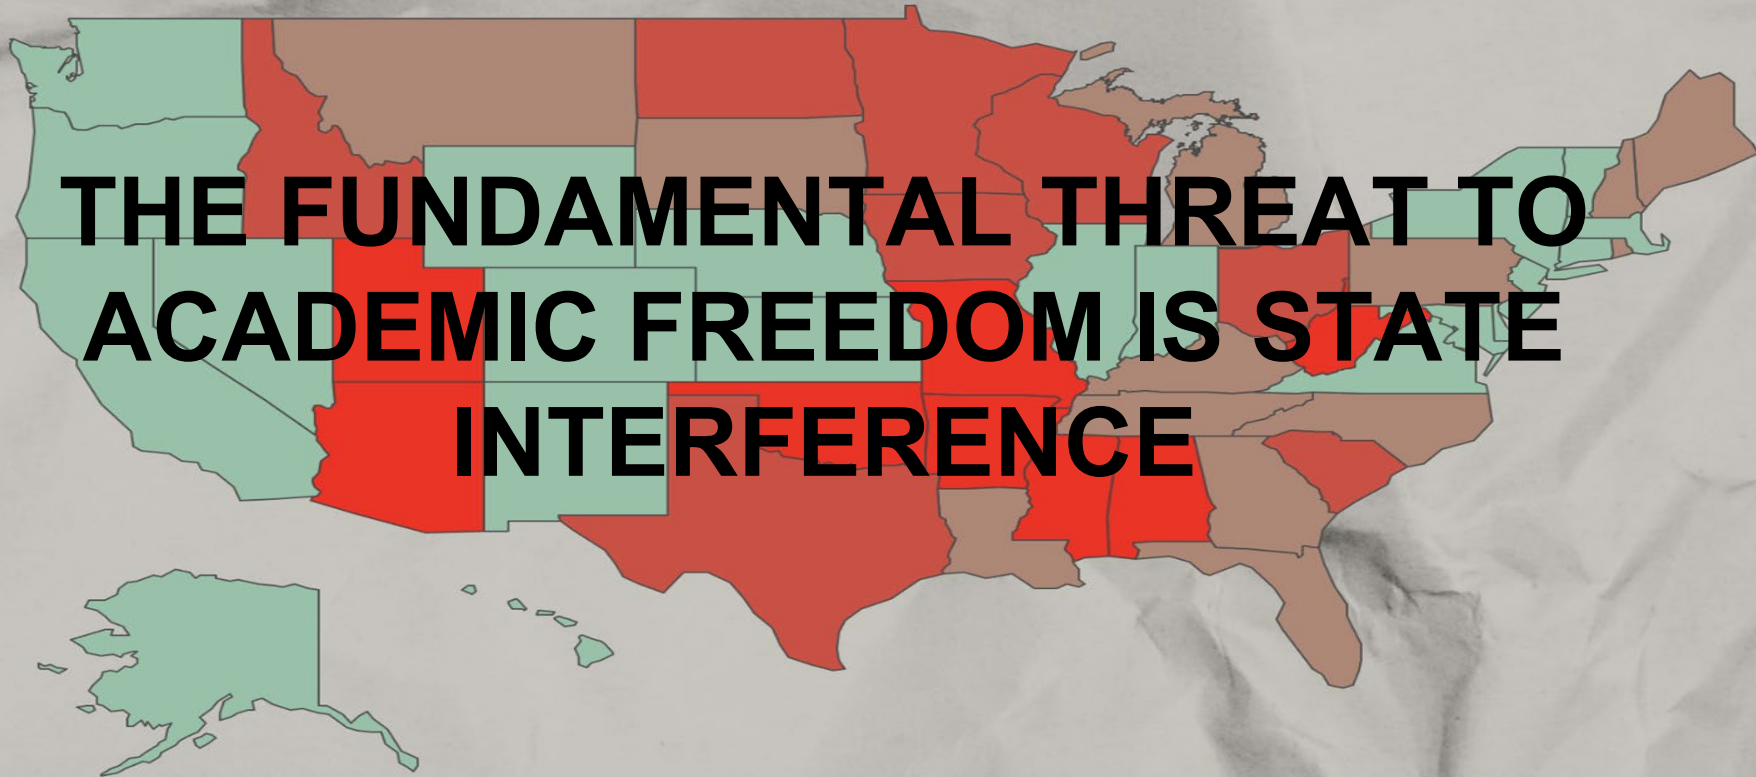 THE FUNDAMENTAL THREAT TO
ACADEMIC FREEDOM IS STATE
INTERFERENCE